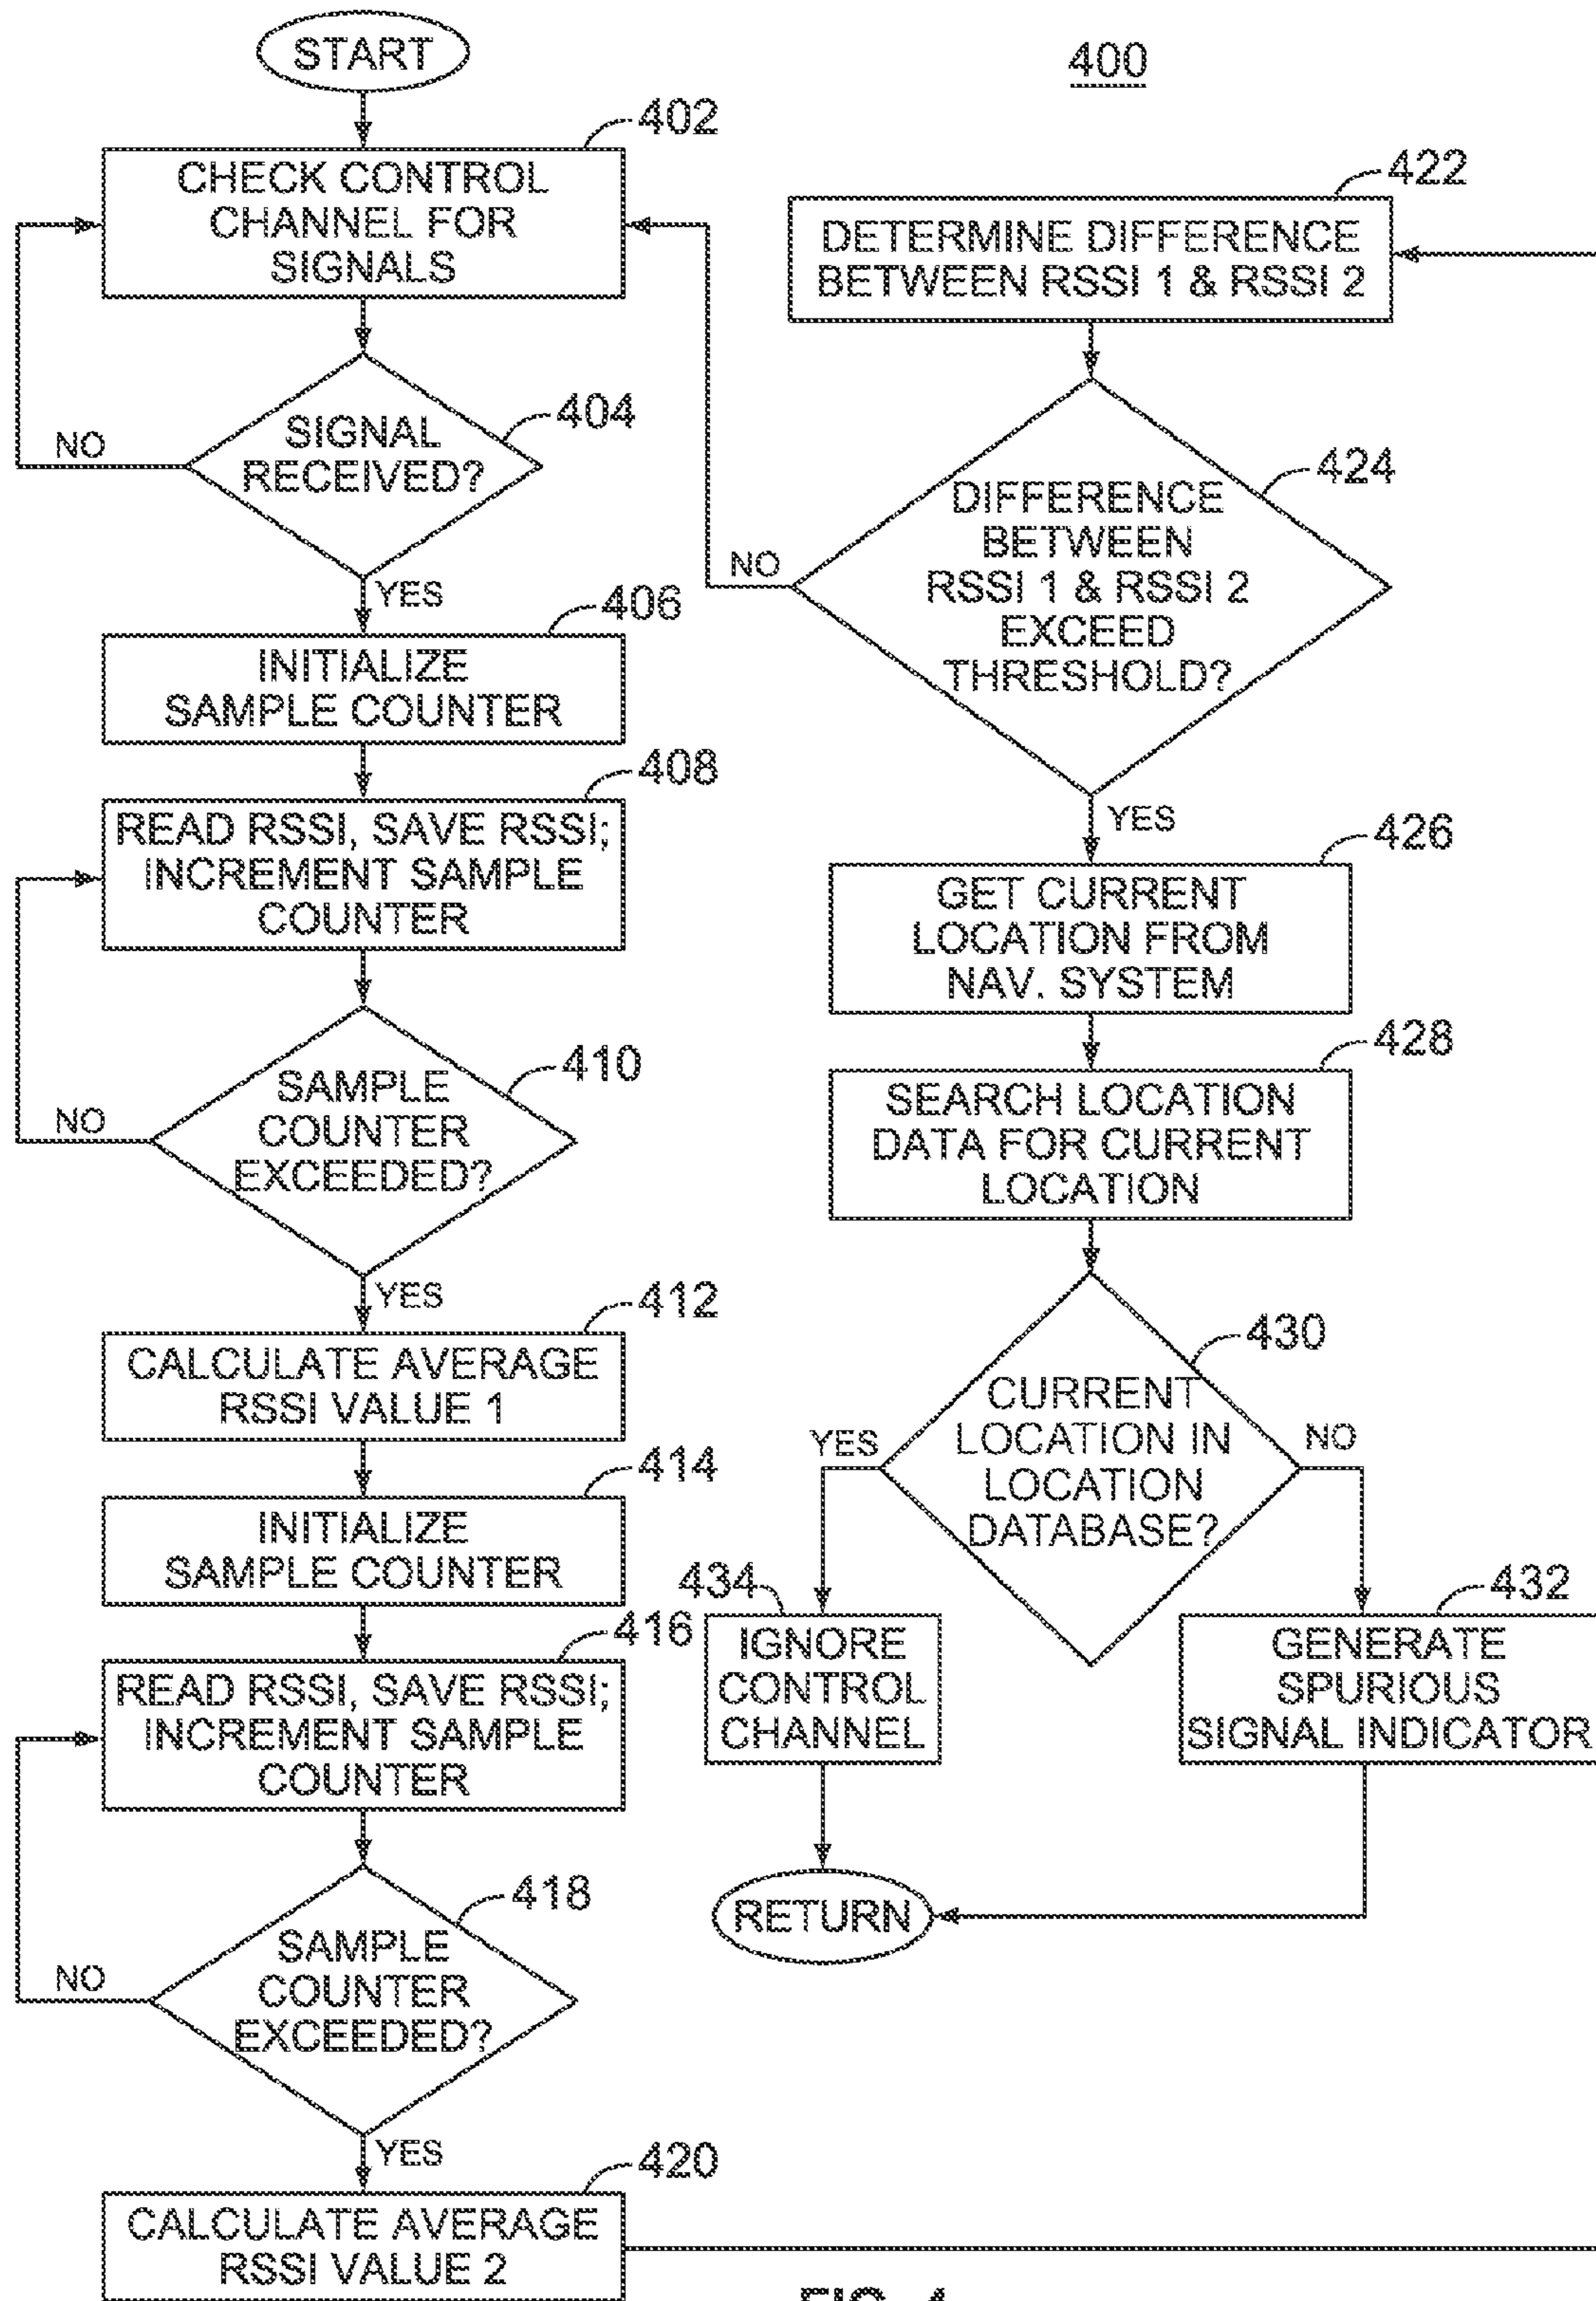 START
400
402
CHECK CONTROL
CHANNEL FOR
SIGNALS
404
SIGNAL
RECEIVED?
NO
YES
406
INITIALIZE
SAMPLE COUNTER
408
READ RSSI, SAVE RSSI;
INCREMENT SAMPLE
COUNTER
410
SAMPLE
COUNTER
EXCEEDED?
NO
YES
412
CALCULATE AVERAGE
RSSI VALUE 1
414
INITIALIZE
SAMPLE COUNTER
416
READ RSSI, SAVE RSSI;
INCREMENT SAMPLE
COUNTER
418
SAMPLE
COUNTER
EXCEEDED?
NO
YES
420
CALCULATE AVERAGE
RSSI VALUE 2
422
DETERMINE DIFFERENCE
BETWEEN RSSI 1 & RSSI 2
424
DIFFERENCE
BETWEEN
RSSI 1 & RSSI 2
EXCEED
THRESHOLD?
NO
YES
426
GET CURRENT
LOCATION FROM
NAV. SYSTEM
428
SEARCH LOCATION
DATA FOR CURRENT
LOCATION
430
CURRENT
LOCATION IN
LOCATION
DATABASE?
YES
NO
434
IGNORE
CONTROL
CHANNEL
432
GENERATE
SPURIOUS
SIGNAL INDICATOR
RETURN